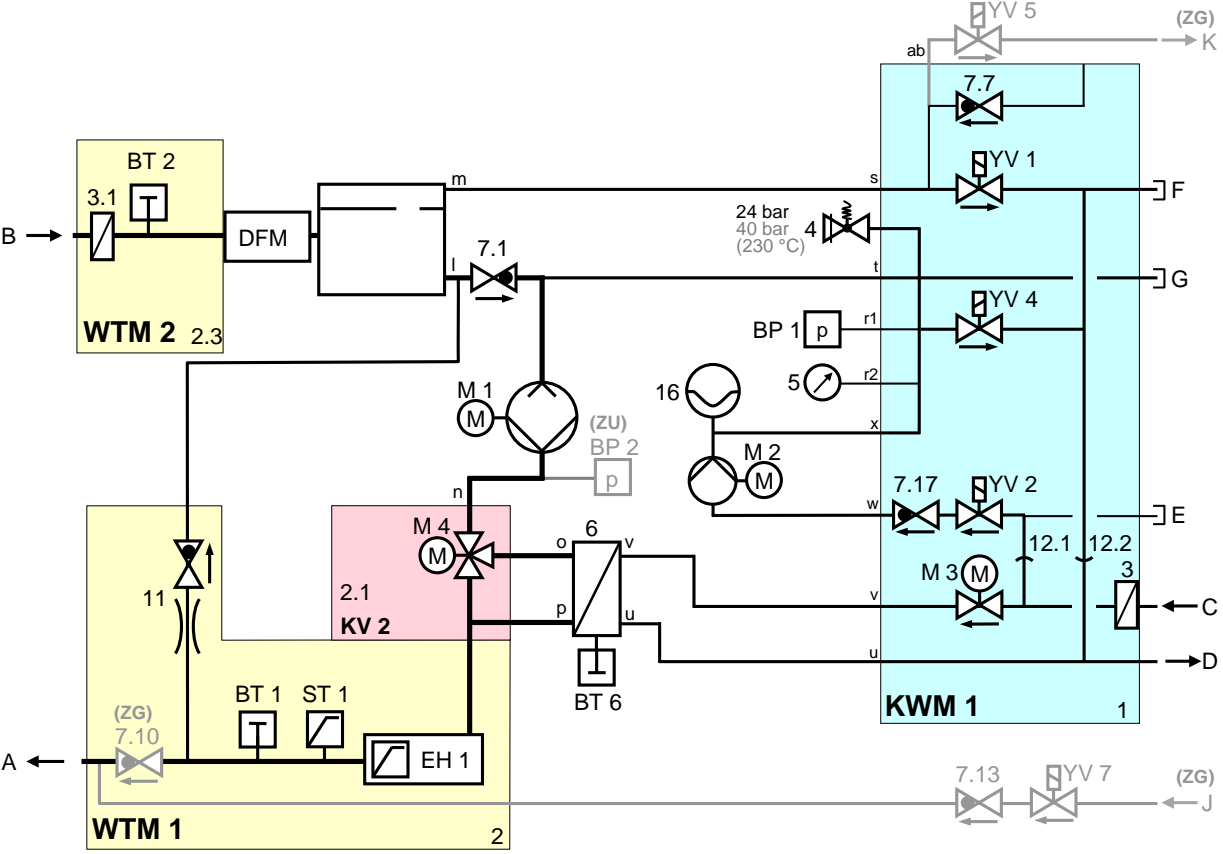 YV 5
(ZG)
K
ab
7.7
BT 2
3.1
B
DFM
m
s
YV 1
F
24 bar
40 bar
(230 °C)
4
7.1
l
t
G
WTM 2
2.3
YV 4
BP 1
p
r1
5
r2
16
M 1
M
(ZU)
BP 2
p
x
M 2
M
n
7.17
YV 2
w
E
M 4
M
o
6
v
12.1
12.2
M 3
M
3
11
2.1
KV 2
p
u
v
C
u
D
BT 6
KWM 1
1
BT 1
ST 1
(ZG)
7.10
A
EH 1
7.13
YV 7
(ZG)
J
WTM 1
2